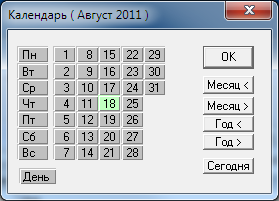 Календарь ( Август 2011 )
Пн 1 8 15 22 29
Вт 2 9 16 23 30
Ср 3 10 17 24 31
Чт 4 11 18 25
Пт 5 12 19 26
Сб 6 13 20 27
Вс 7 14 21 28
День
OK
Месяц <
Месяц >
Год <
Год >
Сегодня